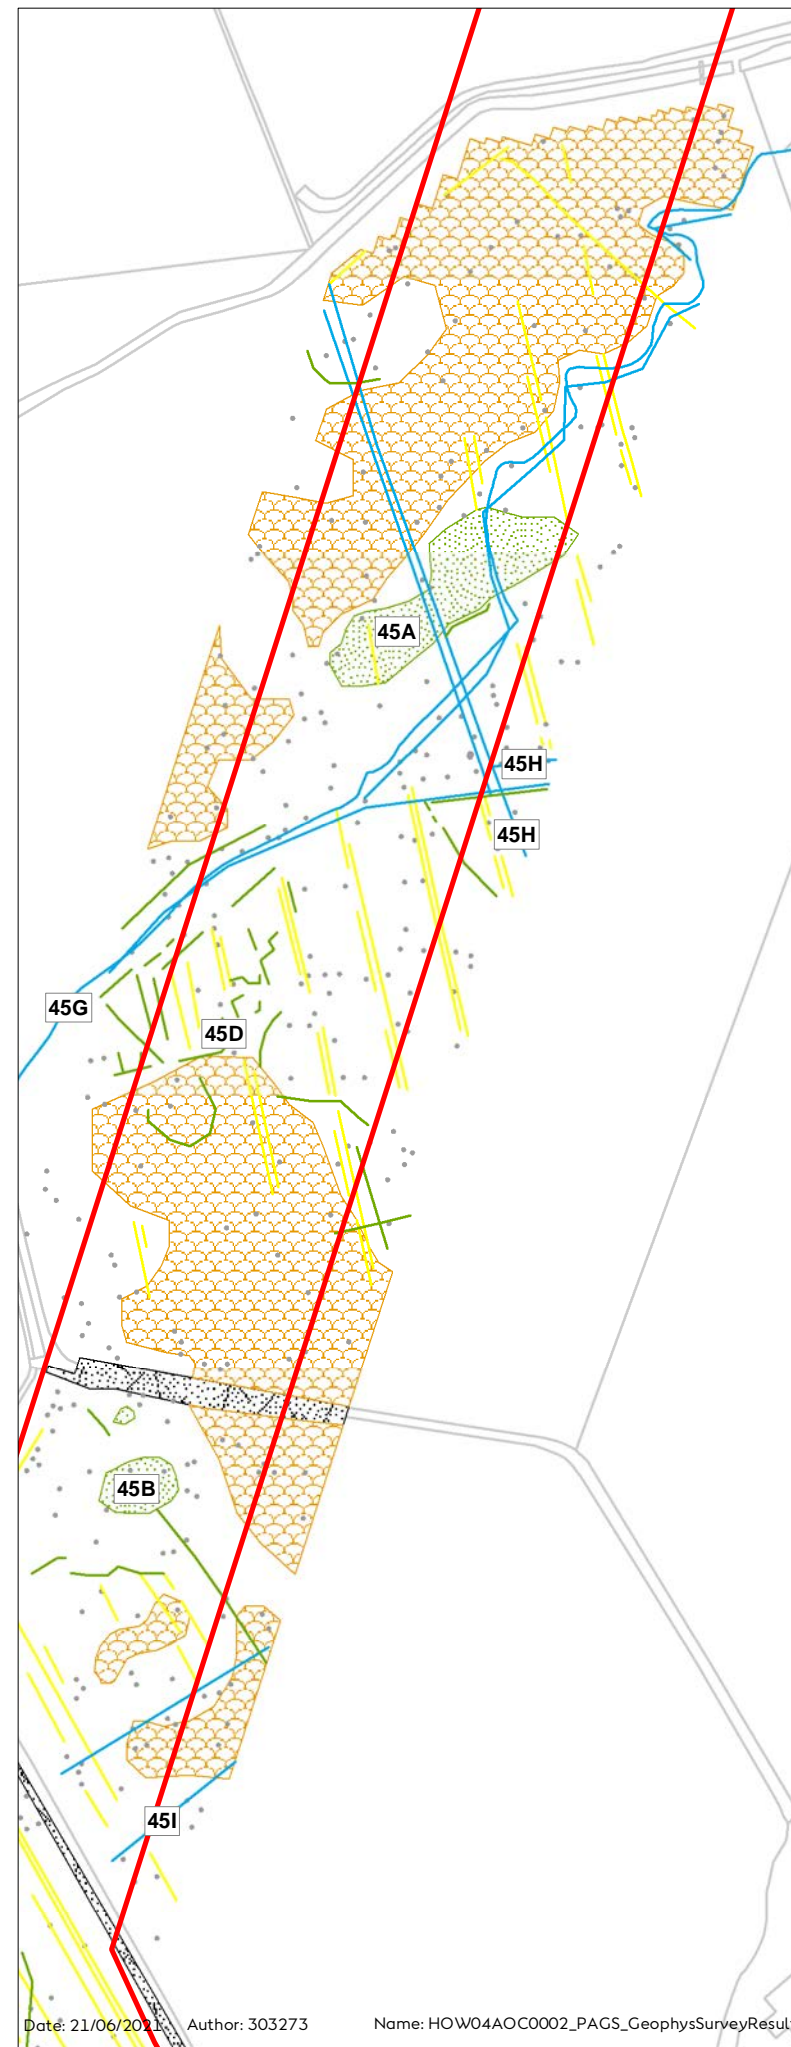 45A
45H
45H
45G
45D
45B
45I
Date: 21/06/2021 Author: 303273 Name: HOW04AOC0002_PAGS_GeophysSurveyResul